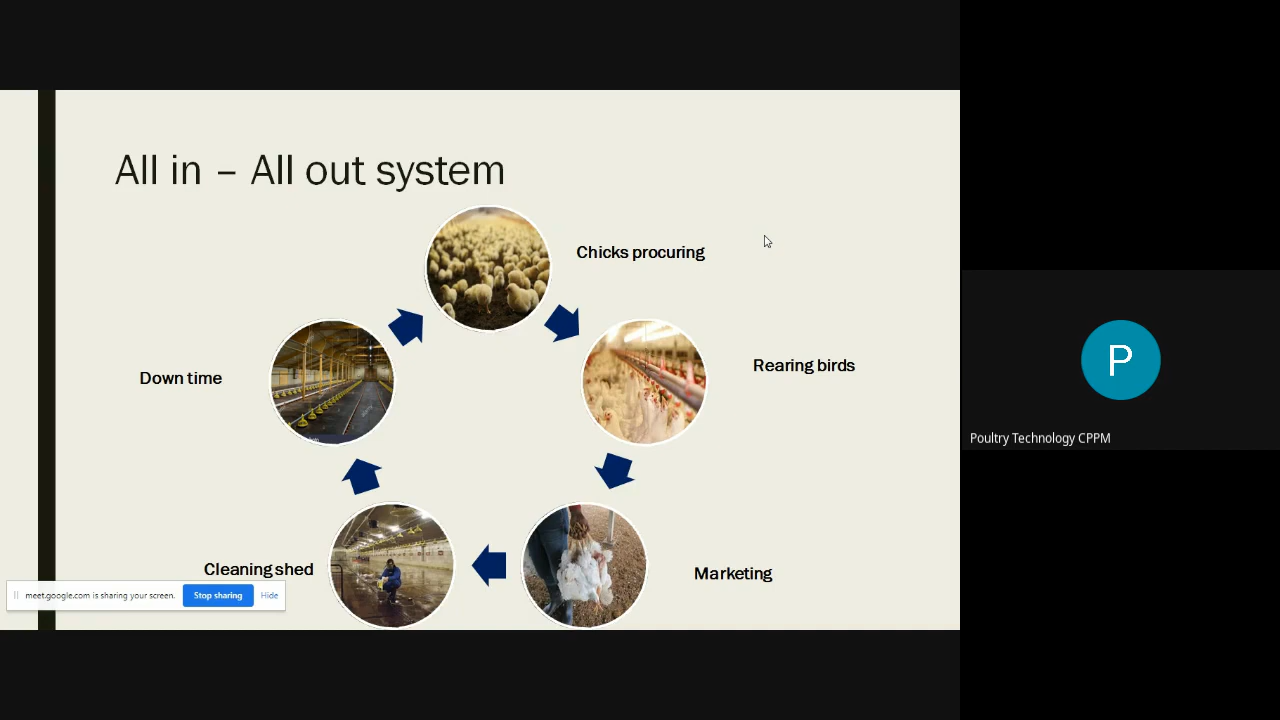 All in – All out system
Chicks procuring
Rearing birds
Down time
Cleaning shed
Marketing
meet.google.com is sharing your screen.
Stop sharing
Hide
P
Poultry Technology CPPM